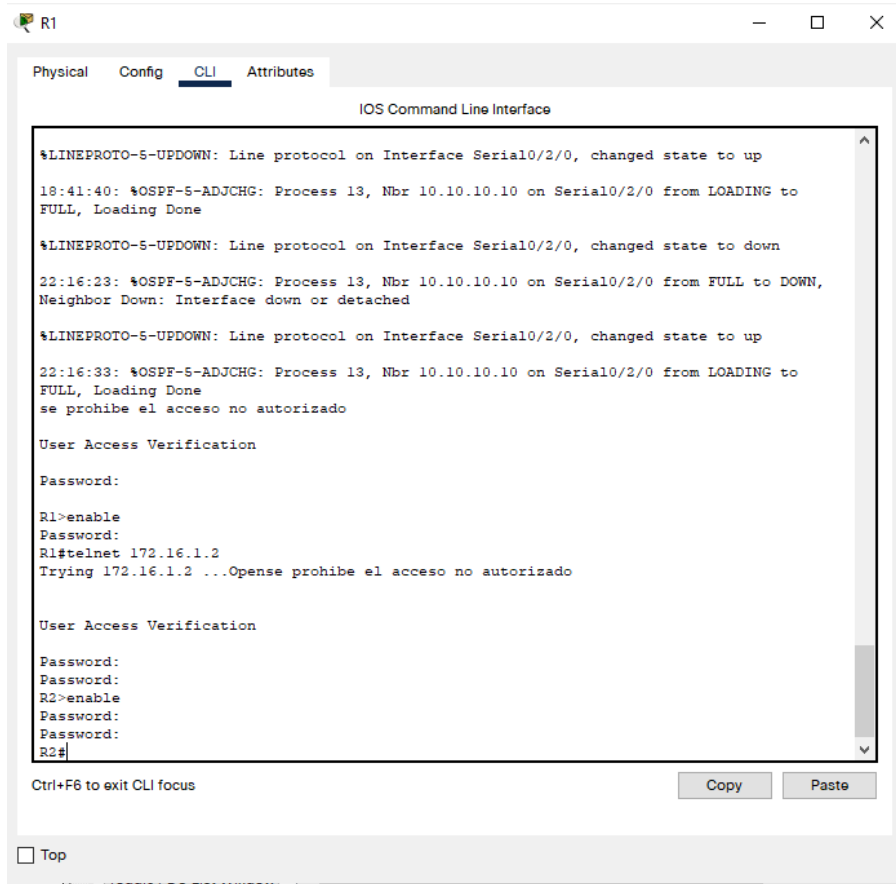 R1
Physical Config CLI Attributes
IOS Command Line Interface
%LINEPROTO-5-UPDOWN: Line protocol on Interface Serial0/2/0, changed state to up
18:41:40: %OSPF-5-ADJCHG: Process 13, Nbr 10.10.10.10 on Serial0/2/0 from LOADING to
FULL, Loading Done
%LINEPROTO-5-UPDOWN: Line protocol on Interface Serial0/2/0, changed state to down
22:16:23: %OSPF-5-ADJCHG: Process 13, Nbr 10.10.10.10 on Serial0/2/0 from FULL to DOWN,
Neighbor Down: Interface down or detached
%LINEPROTO-5-UPDOWN: Line protocol on Interface Serial0/2/0, changed state to up
22:16:33: %OSPF-5-ADJCHG: Process 13, Nbr 10.10.10.10 on Serial0/2/0 from LOADING to
FULL, Loading Done
se prohibe el acceso no autorizado
User Access Verification
Password:
R1>enable
Password:
R1#telnet 172.16.1.2
Trying 172.16.1.2 ...Opense prohibe el acceso no autorizado
User Access Verification
Password:
Password:
R2>enable
Password:
Password:
R2#
Ctrl+F6 to exit CLI focus
Copy Paste
Top